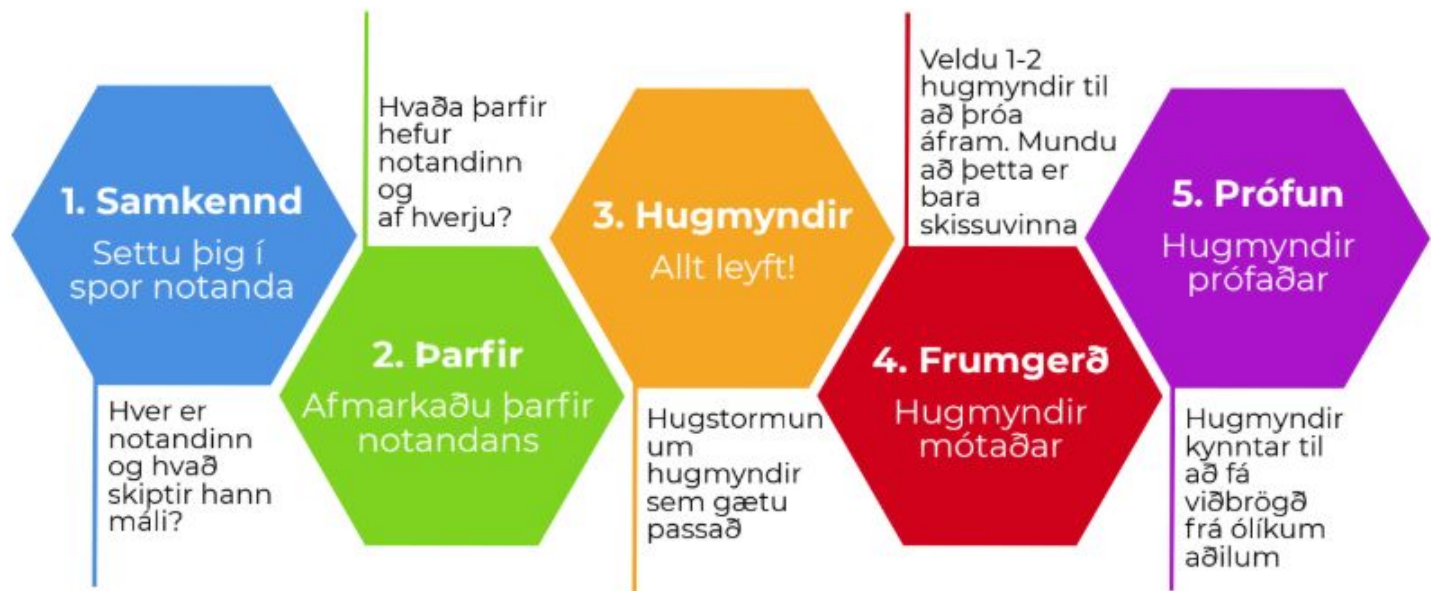 1. Samkennd
Settu þig í
spor notanda
Hver er
notandinn
og hvað
skiptir hann
máli?
Hvaða þarfir
hefur
notandinn
og
af hverju?
2. Þarfir
Afmarkaðu þarfir
notandans
3. Hugmyndir
Allt leyft!
Hugstormun
um
hugmyndir
sem gætu
passað
Veldu 1-2
hugmyndir til
að þróa
áfram. Mundu
að þetta er
bara
skissuvinna
4. Frumgerð
Hugmyndir
mótaðar
5. Prófun
Hugmyndir
prófaðar
Hugmyndir
kynntar til
að fá
viðbrögð
frá ólíkum
aðilum